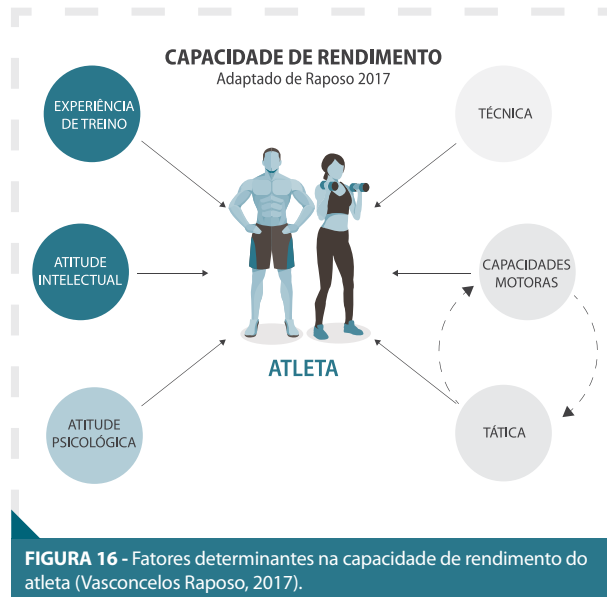 CAPACIDADE DE RENDIMENTO
Adaptado de Raposo 2017
EXPERIÊNCIA
DE TREINO
TÉCNICA
ATITUDE
INTELECTUAL
CAPACIDADES
MOTORAS
ATLETA
ATITUDE
PSICOLÓGICA
TÁTICA
FIGURA 16 - Fatores determinantes na capacidade de rendimento do
atleta (Vasconcelos Raposo, 2017).